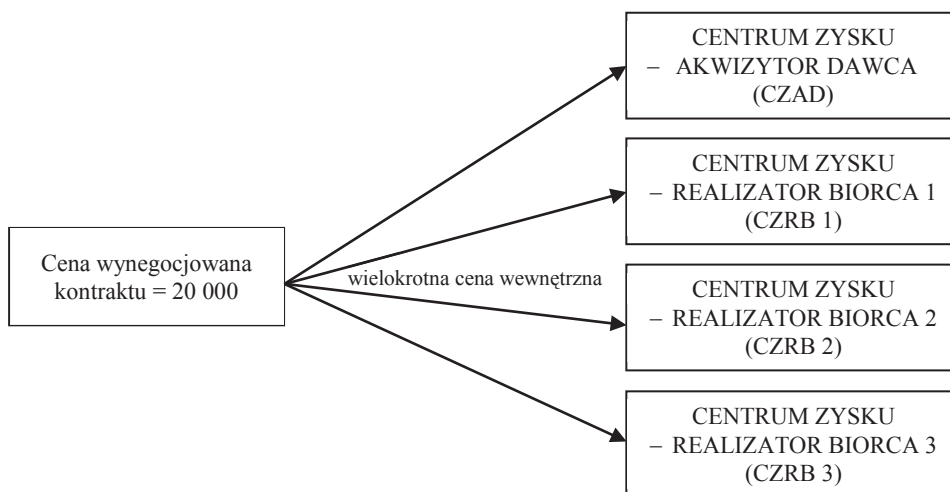 CENTRUM ZYSKU
– AKWIZYTOR DAWCA
(CZAD)
CENTRUM ZYSKU
– REALIZATOR BIORCA 1
(CZRB 1)
Cena wynegocjowana
kontraktu = 20 000
wielokrotna cena wewnętrzna
CENTRUM ZYSKU
– REALIZATOR BIORCA 2
(CZRB 2)
CENTRUM ZYSKU
– REALIZATOR BIORCA 3
(CZRB 3)